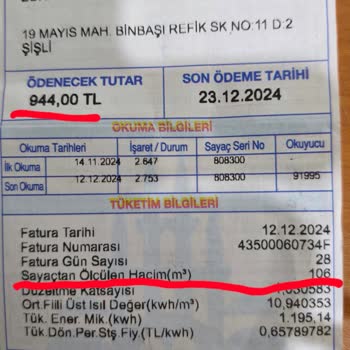 19 MAYIS MAH. BİNBAŞI REFİK SK NO:11 D:2
ŞİŞLİ
ÖDENECEK TUTAR SON ÖDEME TARİHİ
944,00 TL 23.12.2024
OKUMA BİLGİLERİ
Okuma Tarihleri İşaret / Durum Sayaç Seri No Okuyucu
İlk Okuma 14.11.2024 2.647 808300
Son Okuma 12.12.2024 2.753 808300 91995
TÜKETİM BİLGİLERİ
Fatura Tarihi 12.12.2024
Fatura Numarası 43500060734F
Fatura Gün Sayısı 28
Sayaçtan Ölçülen Hacim(m³) 106
Düzeltme Katsayısı 1,030583
Ort Fiili Üst Isıl Değer(kwh/m³) 10,940353
Tük. Ener. Mik.(kwh) 1.195,14
Tük.Dön.Per.Stş.Fiy.(TL/kwh) 0,65789782